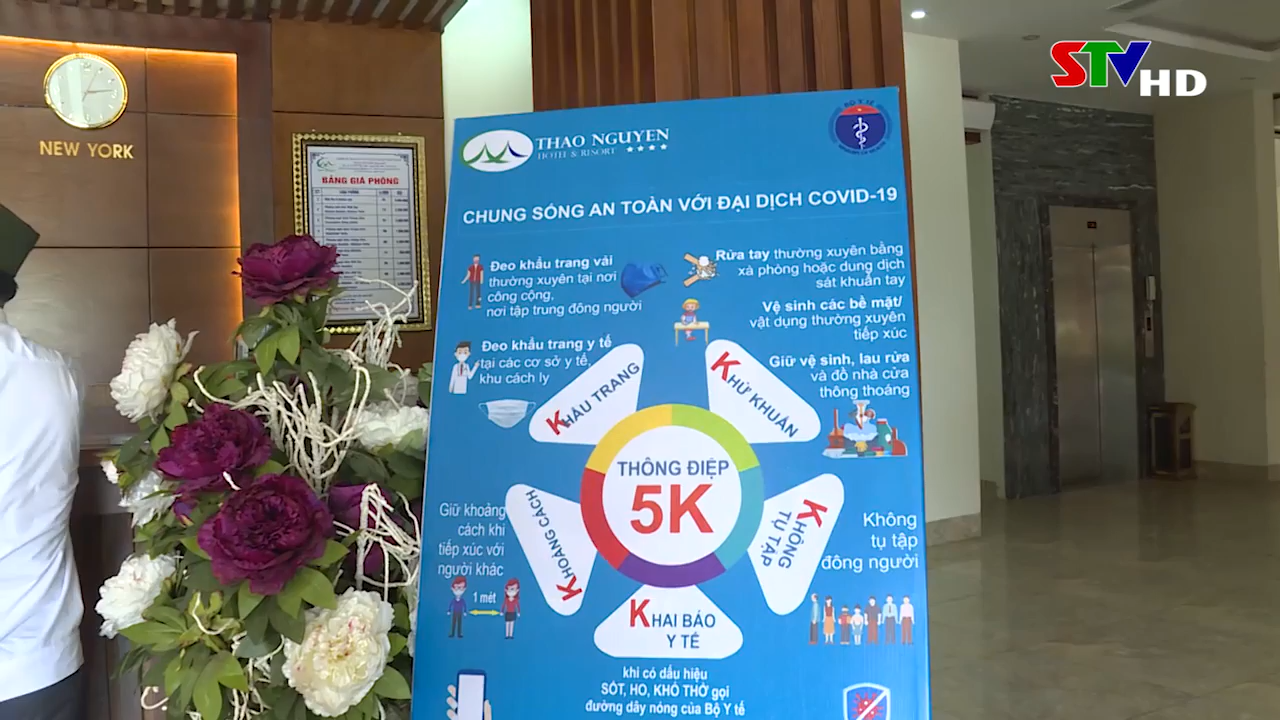 STV HD
NEW YORK
BẢNG GIÁ PHÒNG
THAO NGUYEN
HOTEL & RESORT ★★★★
BỘ Y TẾ
CHUNG SỐNG AN TOÀN VỚI ĐẠI DỊCH COVID-19
Đeo khẩu trang vải
thường xuyên tại nơi
công cộng,
nơi tập trung đông người
Rửa tay thường xuyên bằng
xà phòng hoặc dung dịch
sát khuẩn tay
Vệ sinh các bề mặt/
vật dụng thường xuyên
tiếp xúc
Đeo khẩu trang y tế
tại các cơ sở y tế,
khu cách ly
Giữ vệ sinh, lau rửa
và đồ nhà cửa
thông thoáng
KHẨU TRANG
KHỬ KHUẨN
THÔNG ĐIỆP
5K
Giữ khoảng
cách khi
tiếp xúc với
người khác
1 mét
KHOẢNG CÁCH
KHÔNG
TỤ TẬP
Không
tụ tập
đông người
KHAI BÁO
Y TẾ
khi có dấu hiệu
SỐT, HO, KHÓ THỞ gọi
đường dây nóng của Bộ Y tế